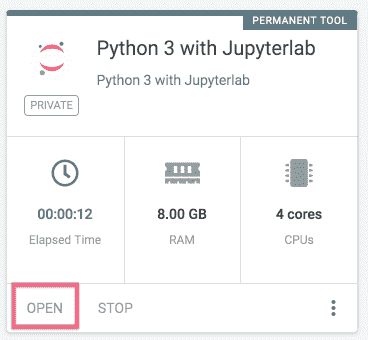 PERMANENT TOOL
Python 3 with Jupyterlab
Python 3 with Jupyterlab
PRIVATE
00:00:12
Elapsed Time
8.00 GB
RAM
4 cores
CPUs
OPEN
STOP